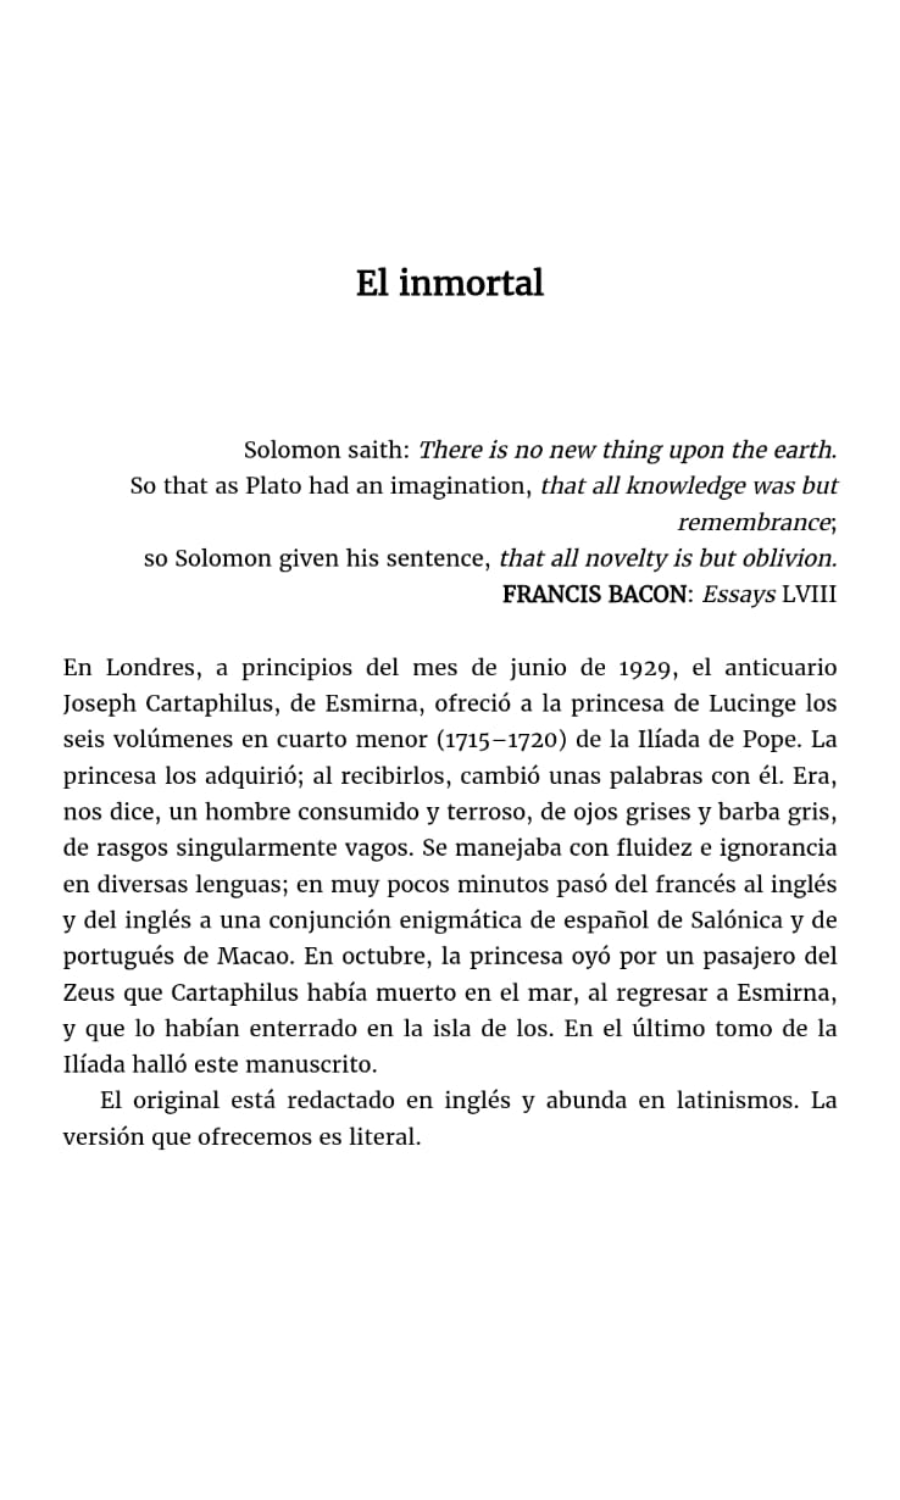 El inmortal
Solomon saith: There is no new thing upon the earth.
So that as Plato had an imagination, that all knowledge was but
remembrance;
so Solomon given his sentence, that all novelty is but oblivion.
FRANCIS BACON: Essays LVIII
En Londres, a principios del mes de junio de 1929, el anticuario
Joseph Cartaphilus, de Esmirna, ofreció a la princesa de Lucinge los
seis volúmenes en cuarto menor (1715–1720) de la Ilíada de Pope. La
princesa los adquirió; al recibirlos, cambió unas palabras con él. Era,
nos dice, un hombre consumido y terroso, de ojos grises y barba gris,
de rasgos singularmente vagos. Se manejaba con fluidez e ignorancia
en diversas lenguas; en muy pocos minutos pasó del francés al inglés
y del inglés a una conjunción enigmática de español de Salónica y de
portugués de Macao. En octubre, la princesa oyó por un pasajero del
Zeus que Cartaphilus había muerto en el mar, al regresar a Esmirna,
y que lo habían enterrado en la isla de los. En el último tomo de la
Ilíada halló este manuscrito.
El original está redactado en inglés y abunda en latinismos. La
versión que ofrecemos es literal.